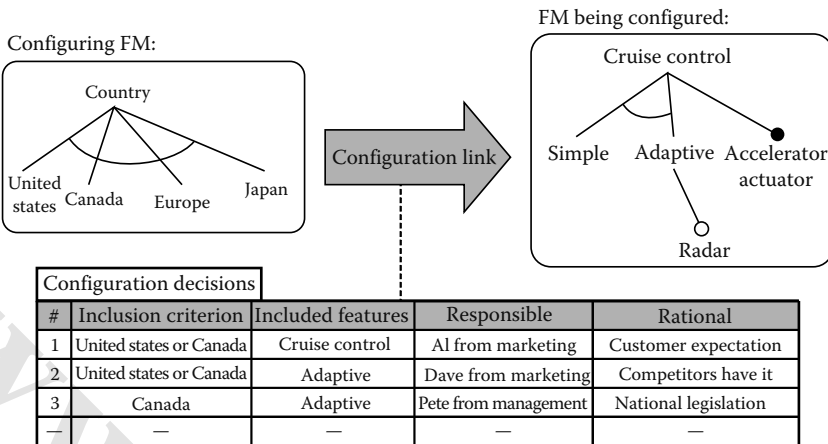 Configuring FM:
FM being configured:
Country
United
states
Canada
Europe
Japan
Configuration link
Cruise control
Simple
Adaptive
Accelerator
actuator
Radar
Configuration decisions
# Inclusion criterion Included features Responsible Rational
1 United states or Canada Cruise control Al from marketing Customer expectation
2 United states or Canada Adaptive Dave from marketing Competitors have it
3 Canada Adaptive Pete from management National legislation
— — — — —